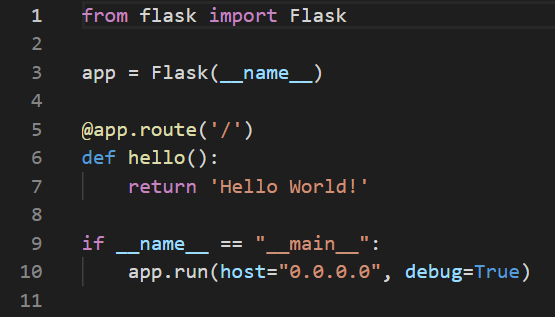 1 from flask import Flask
2
3 app = Flask(__name__)
4
5 @app.route('/')
6 def hello():
7     return 'Hello World!'
8
9 if __name__ == "__main__":
10     app.run(host="0.0.0.0", debug=True)
11